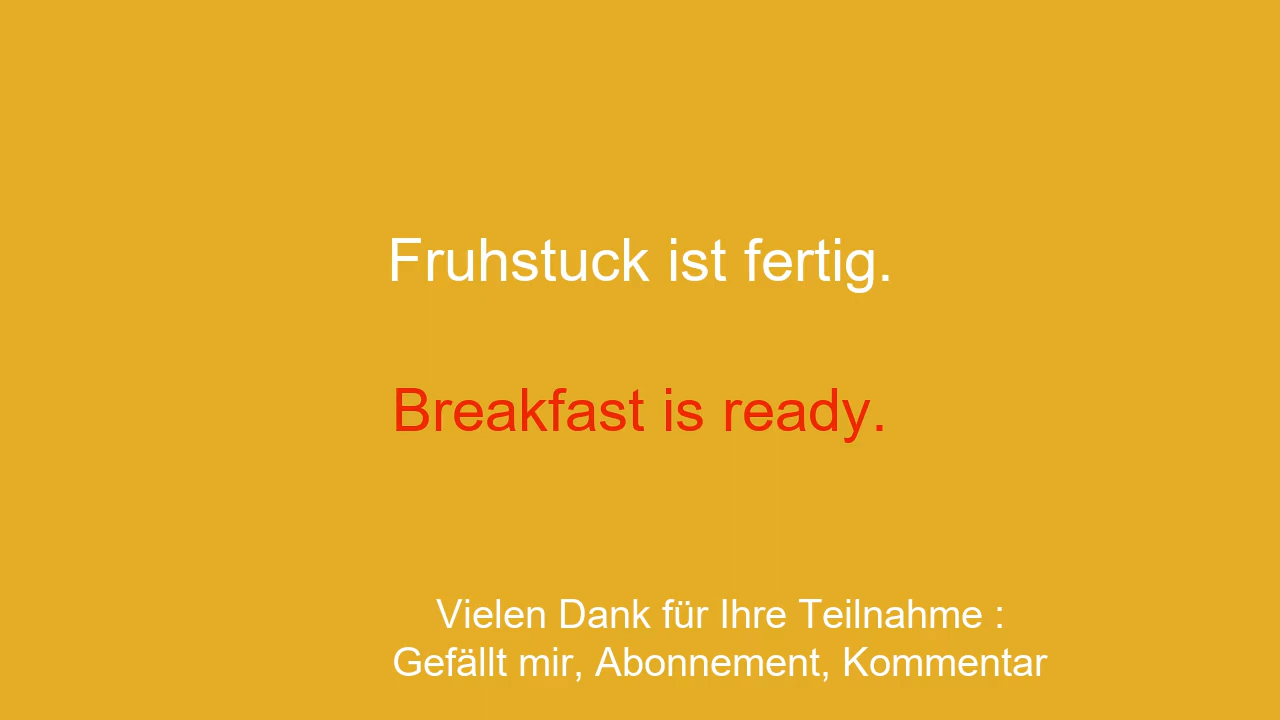 Fruhstuck ist fertig.
Breakfast is ready.
Vielen Dank für Ihre Teilnahme :
Gefällt mir, Abonnement, Kommentar